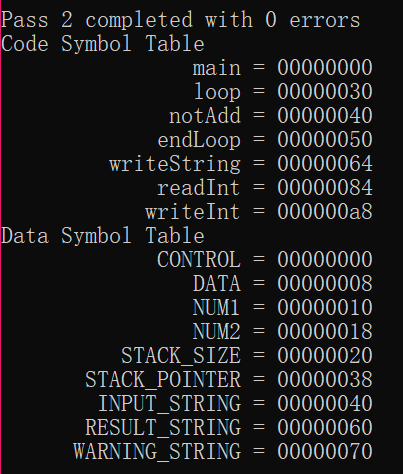 Pass 2 completed with 0 errors
Code Symbol Table
main = 00000000
loop = 00000030
notAdd = 00000040
endLoop = 00000050
writeString = 00000064
readInt = 00000084
writeInt = 000000a8
Data Symbol Table
CONTROL = 00000000
DATA = 00000008
NUM1 = 00000010
NUM2 = 00000018
STACK_SIZE = 00000020
STACK_POINTER = 00000038
INPUT_STRING = 00000040
RESULT_STRING = 00000060
WARNING_STRING = 00000070